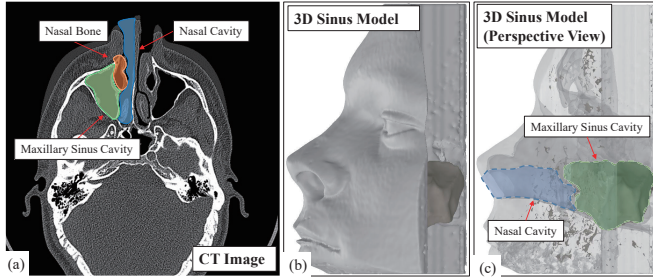 Nasal Bone
Nasal Cavity
Maxillary Sinus Cavity
(a)
CT Image
3D Sinus Model
(b)
3D Sinus Model
(Perspective View)
Maxillary Sinus Cavity
Nasal Cavity
(c)